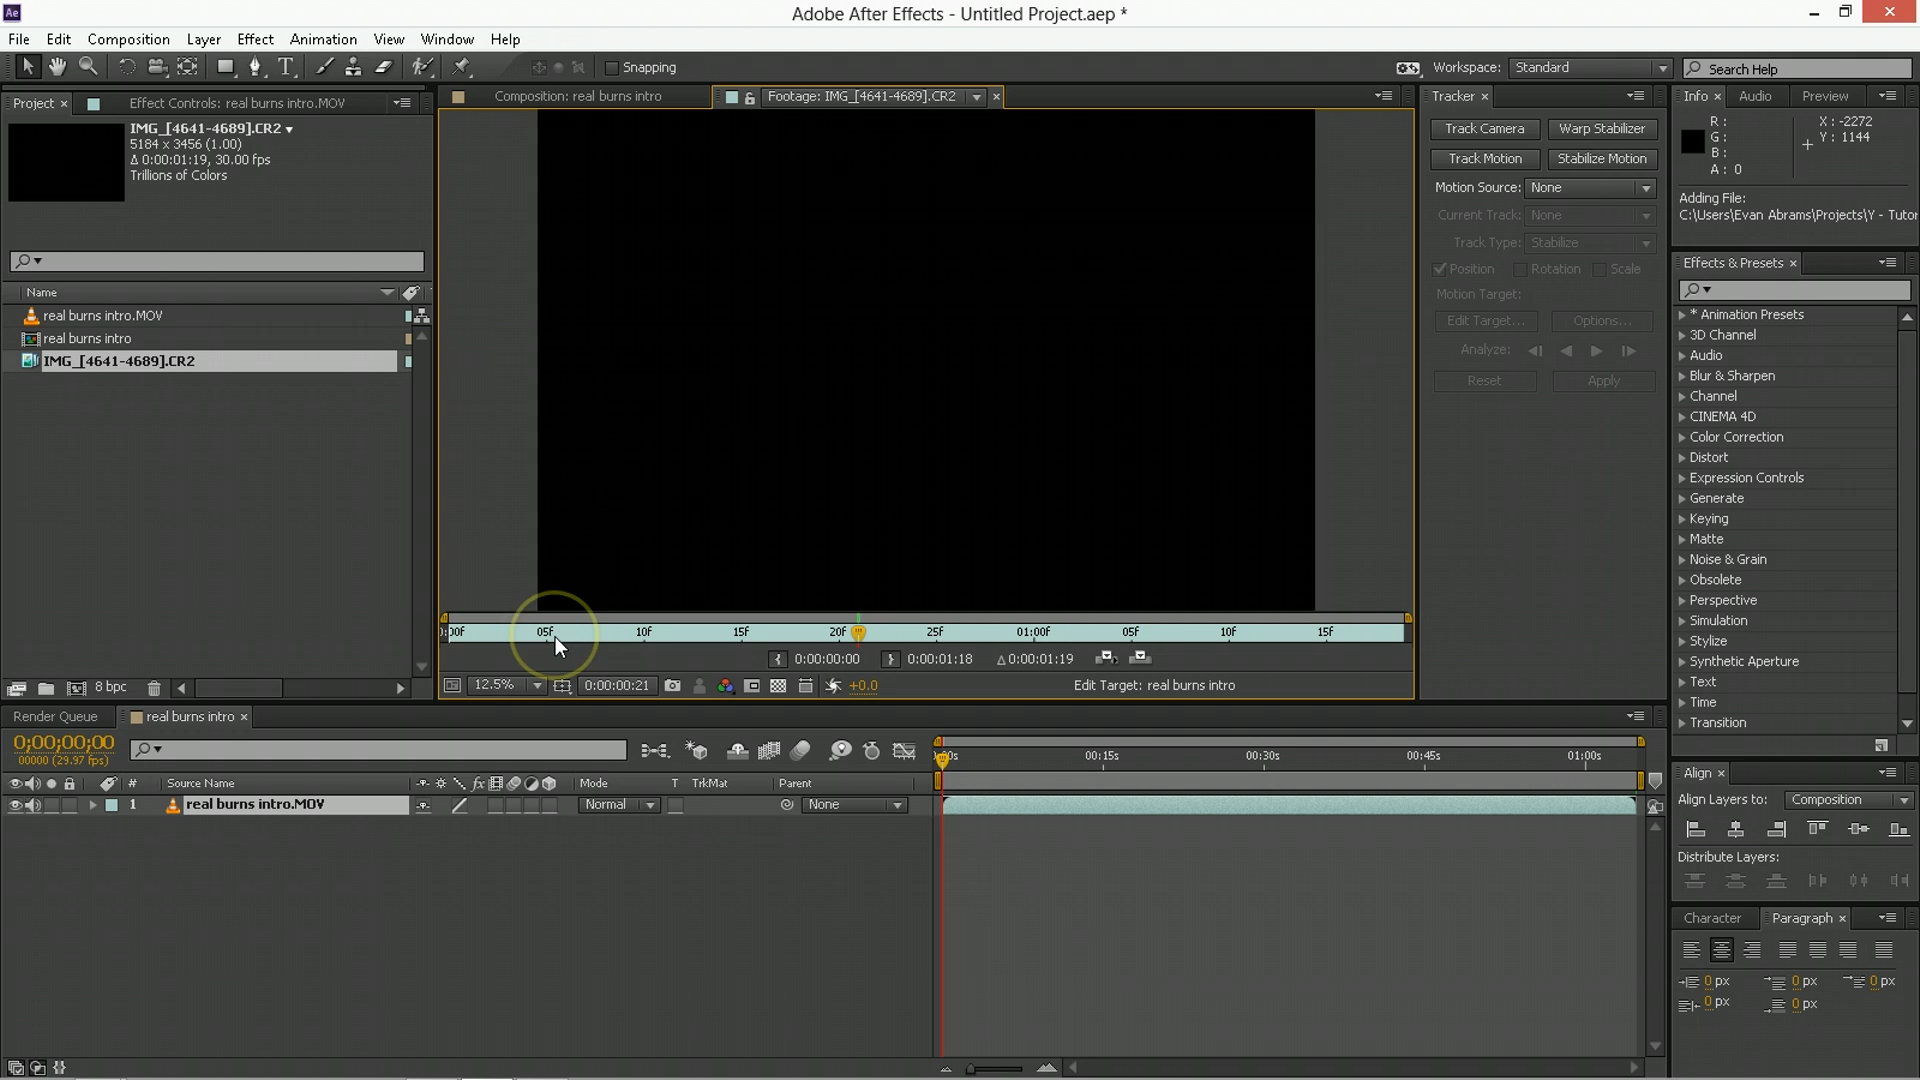 Ae
Adobe After Effects - Untitled Project.aep *
File Edit Composition Layer Effect Animation View Window Help
Snapping
Workspace: Standard
Search Help
Project × Effect Controls: real burns intro.MOV
IMG_[4641-4689].CR2
5184 x 3456 (1.00)
Δ 0:00:01:19, 30.00 fps
Trillions of Colors
Name
real burns intro.MOV
real burns intro
IMG_[4641-4689].CR2
8 bpc
Composition: real burns intro
Footage: IMG_[4641-4689].CR2 ×
05f 10f 15f 20f 25f 01:00f 05f 10f 15f
0:00:00:00 0:00:01:18 Δ 0:00:01:19
12.5% 0:00:00:21 +0.0 Edit Target: real burns intro
Tracker ×
Track Camera Warp Stabilizer
Track Motion Stabilize Motion
Motion Source: None
Current Track: None
Track Type: Stabilize
Position Rotation Scale
Motion Target:
Edit Target... Options...
Analyze:
Reset Apply
Info × Audio Preview
R: X: -2272
G: Y: 1144
B:
A: 0
Adding File:
C:\Users\Evan Abrams\Projects\Y - Tutor
Effects & Presets ×
* Animation Presets
3D Channel
Audio
Blur & Sharpen
Channel
CINEMA 4D
Color Correction
Distort
Expression Controls
Generate
Keying
Matte
Noise & Grain
Obsolete
Perspective
Simulation
Stylize
Synthetic Aperture
Text
Time
Transition
Align ×
Align Layers to: Composition
Distribute Layers:
Character Paragraph ×
0 px 0 px 0 px
0 px 0 px
Render Queue real burns intro ×
0;00;00;00
00000 (29.97 fps)
# Source Name fx Mode T TrkMat Parent
1 real burns intro.MOV Normal None
00:15s 00:30s 00:45s 01:00s